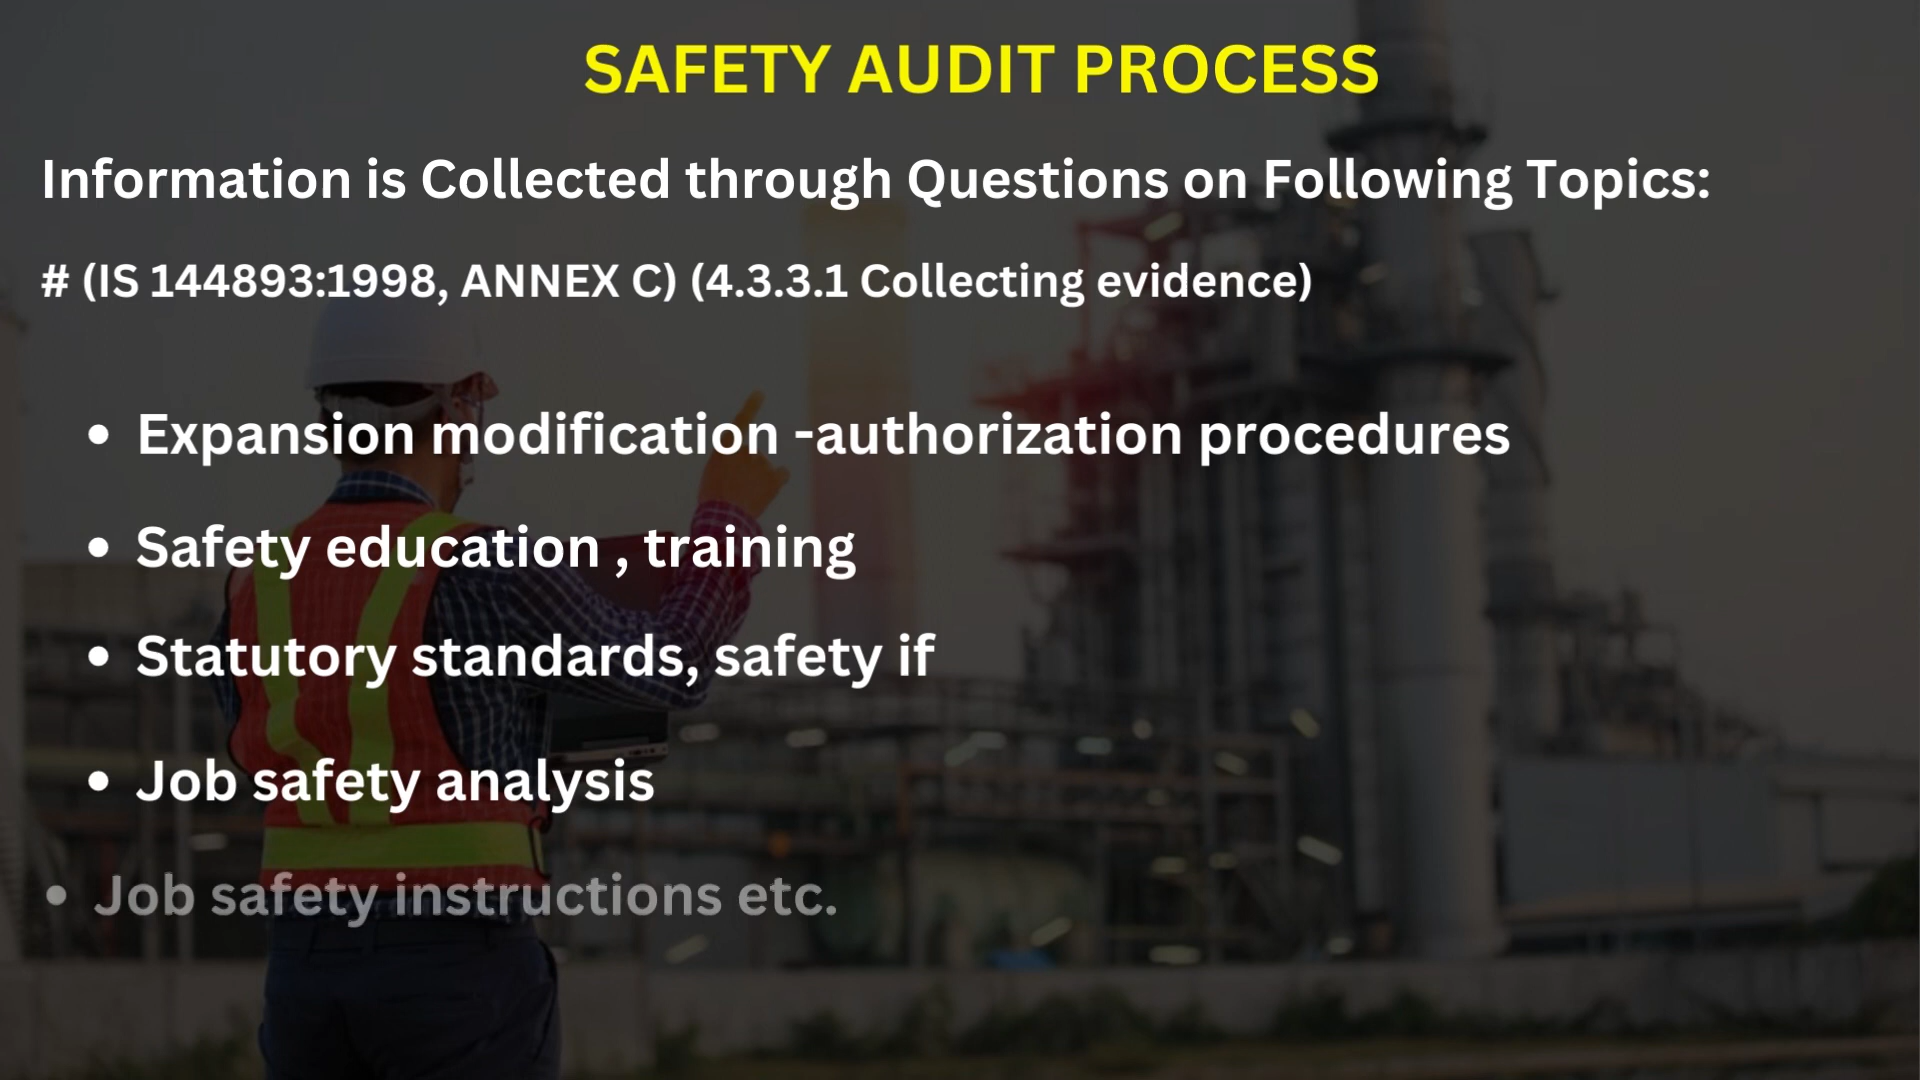 SAFETY AUDIT PROCESS
Information is Collected through Questions on Following Topics:
# (IS 144893:1998, ANNEX C) (4.3.3.1 Collecting evidence)
• Expansion modification -authorization procedures
• Safety education , training
• Statutory standards, safety if
• Job safety analysis
• Job safety instructions etc.